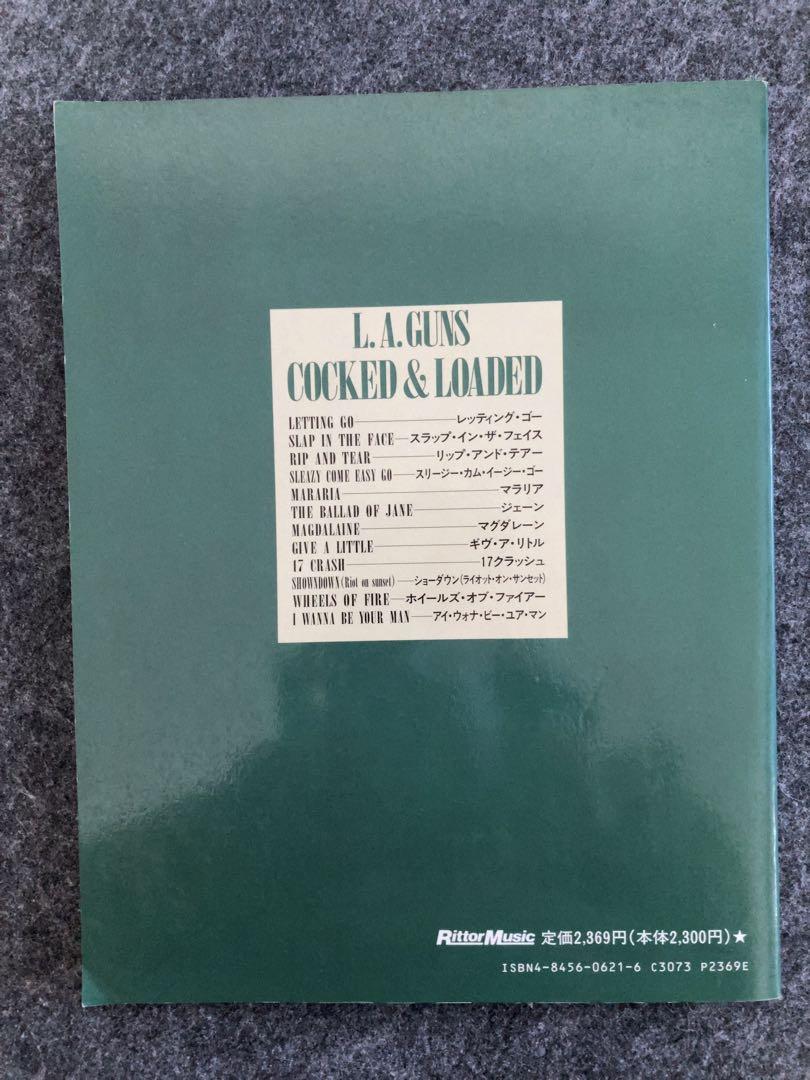 L.A.GUNS
COCKED & LOADED
LETTING GO レッティング・ゴー
SLAP IN THE FACE スラップ・イン・ザ・フェイス
RIP AND TEAR リップ・アンド・テアー
SLEAZY COME EASY GO スリージー・カム・イージー・ゴー
MARARIA マラリア
THE BALLAD OF JANE ジェーン
MAGDALAINE マグダレーン
GIVE A LITTLE ギヴ・ア・リトル
17 CRASH 17クラッシュ
SHOWNDOWN(Riot on sunset) ショーダウン(ライオット・オン・サンセット)
WHEELS OF FIRE ホイールズ・オブ・ファイアー
I WANNA BE YOUR MAN アイ・ウォナ・ビー・ユア・マン
RittorMusic 定価2,369円(本体2,300円)★
ISBN4-8456-0621-6 C3073 P2369E